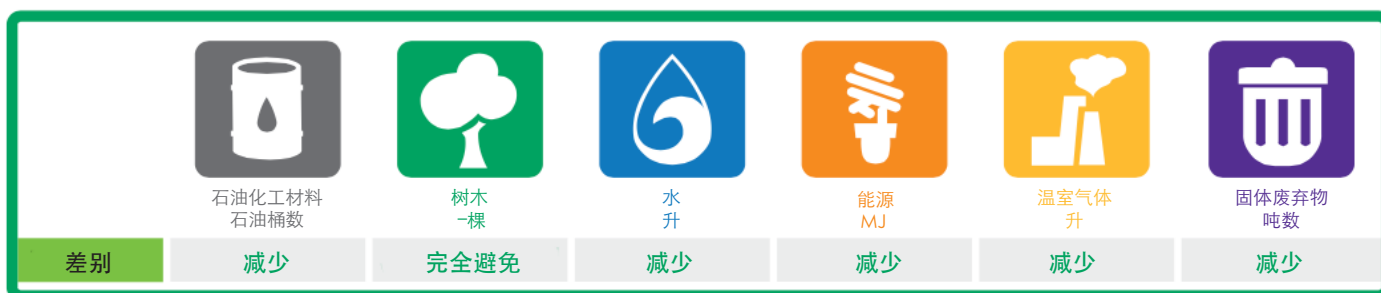 石油化工材料
石油桶数
树木
-棵
水
升
能源
MJ
温室气体
升
固体废弃物
吨数
差别 减少 完全避免 减少 减少 减少 减少